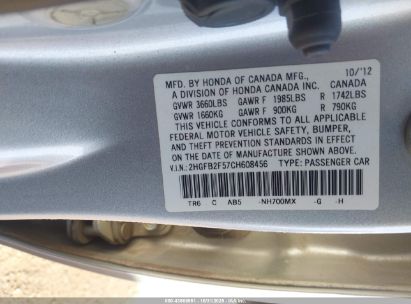 MFD. BY HONDA OF CANADA MFG., 10/'12
A DIVISION OF HONDA CANADA INC. CANADA
GVWR 3660LBS GAWR F 1985LBS R 1742LBS
GVWR 1660KG GAWR F 900KG R 790KG
THIS VEHICLE CONFORMS TO ALL APPLICABLE
FEDERAL MOTOR VEHICLE SAFETY, BUMPER,
AND THEFT PREVENTION STANDARDS IN EFFECT
ON THE DATE OF MANUFACTURE SHOWN ABOVE.
V.I.N.: 2HGFB2F57CH608456 TYPE: PASSENGER CAR
TR6 C AB5 -NH700MX -G -H